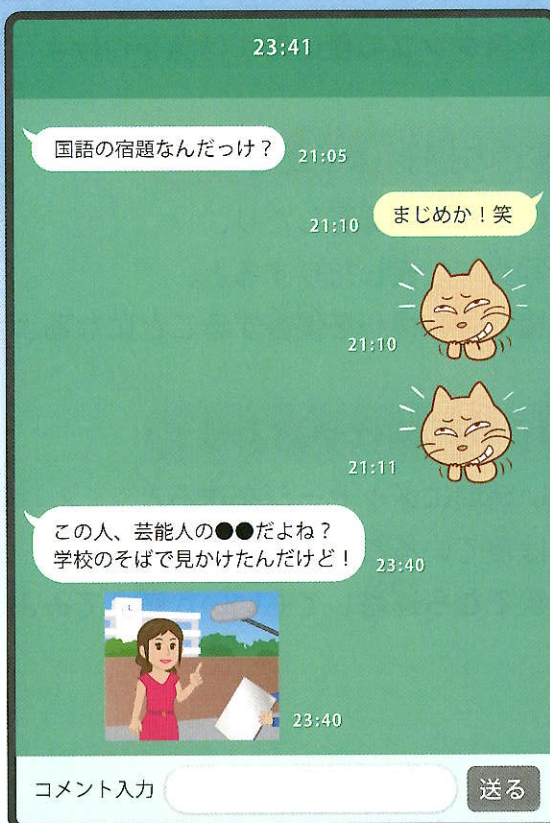 23:41
国語の宿題なんだっけ？
21:05
まじめか！笑
21:10
21:10
21:11
この人、芸能人の●●だよね？
学校のそばで見かけたんだけど！
23:40
23:40
コメント入力
送る